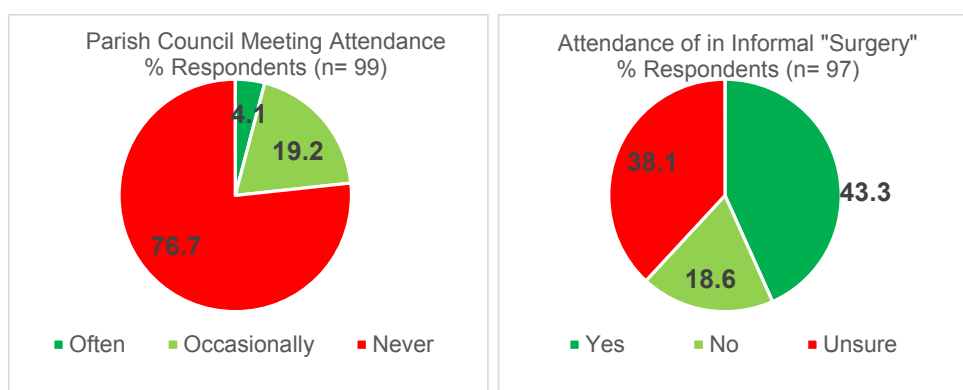 Parish Council Meeting Attendance
% Respondents (n= 99)
4.1
19.2
76.7
Often Occasionally Never
Attendance of in Informal "Surgery"
% Respondents (n= 97)
38.1
43.3
18.6
Yes No Unsure